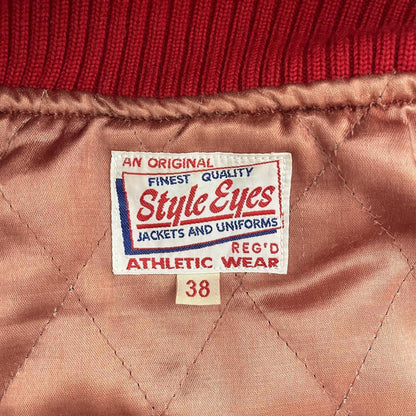 AN ORIGINAL
FINEST QUALITY
Style Eyes
JACKETS AND UNIFORMS
REG'D
ATHLETIC WEAR
38